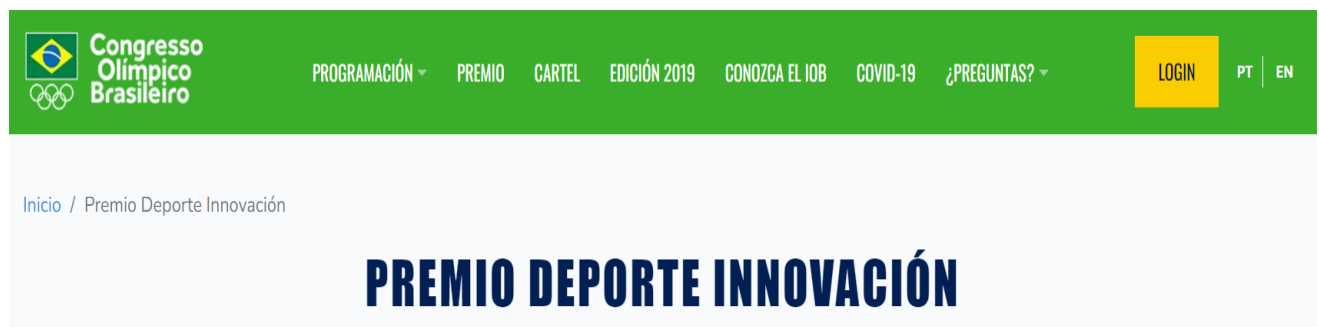 Congresso
Olímpico
Brasileiro
PROGRAMACIÓN PREMIO CARTEL EDICIÓN 2019 CONOZCA EL IOB COVID-19 ¿PREGUNTAS? LOGIN PT EN
Inicio / Premio Deporte Innovación
PREMIO DEPORTE INNOVACIÓN